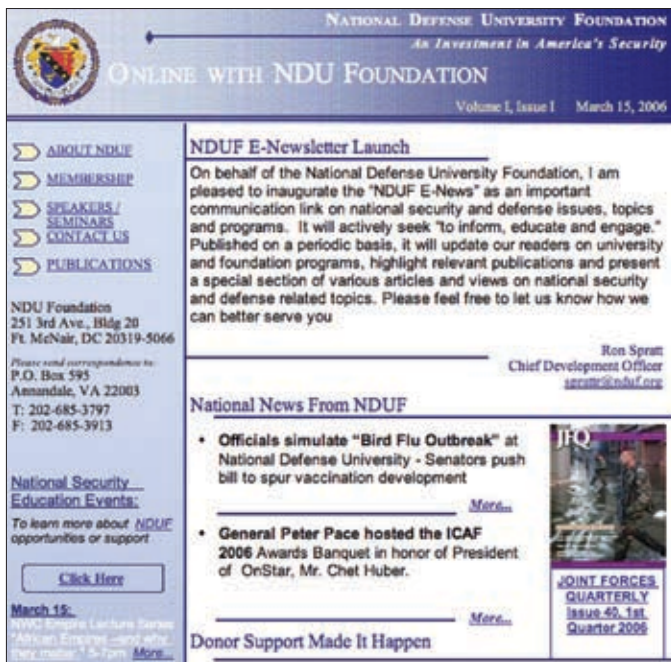 NATIONAL DEFENSE UNIVERSITY FOUNDATION
An Investment in America's Security
ONLINE WITH NDU FOUNDATION
Volume I, Issue I March 15, 2006
ABOUT NDUF
MEMBERSHIP
SPEAKERS /
SEMINARS
CONTACT US
PUBLICATIONS
NDU Foundation
251 3rd Ave., Bldg 20
Ft. McNair, DC 20319-5066
Please send correspondence to:
P.O. Box 595
Annandale, VA 22003
T: 202-685-3797
F: 202-685-3913
National Security
Education Events:
To learn more about NDUF
opportunities or support
Click Here
March 15:
NWC Empire Lecture Series
"African Empires –and why
they matter." 5-7pm More...
NDUF E-Newsletter Launch
On behalf of the National Defense University Foundation, I am
pleased to inaugurate the "NDUF E-News" as an important
communication link on national security and defense issues, topics
and programs. It will actively seek "to inform, educate and engage."
Published on a periodic basis, it will update our readers on university
and foundation programs, highlight relevant publications and present
a special section of various articles and views on national security
and defense related topics. Please feel free to let us know how we
can better serve you
Ron Spratt
Chief Development Officer
spratt@nduf.org
National News From NDUF
• Officials simulate "Bird Flu Outbreak" at
National Defense University - Senators push
bill to spur vaccination development
More...
• General Peter Pace hosted the ICAF
2006 Awards Banquet in honor of President
of OnStar, Mr. Chet Huber.
More...
JFQ
JOINT FORCES
QUARTERLY
Issue 40, 1st
Quarter 2006
Donor Support Made It Happen